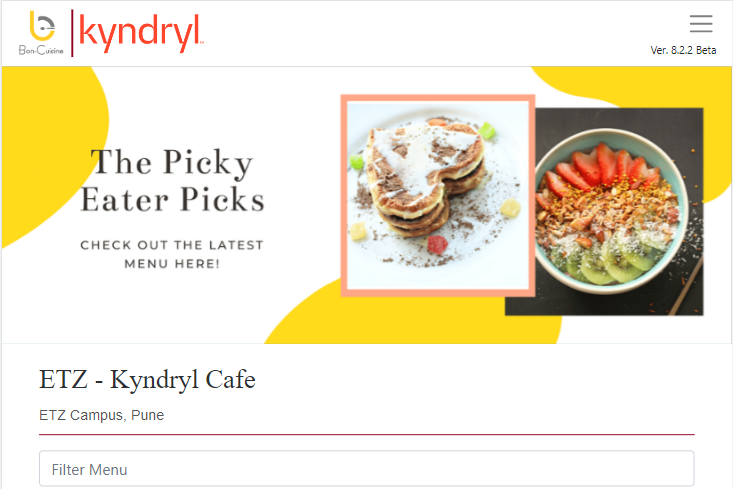 Bon-Cuisine
kyndryl
Ver. 8.2.2 Beta
The Picky
Eater Picks
CHECK OUT THE LATEST
MENU HERE!
ETZ - Kyndryl Cafe
ETZ Campus, Pune
Filter Menu